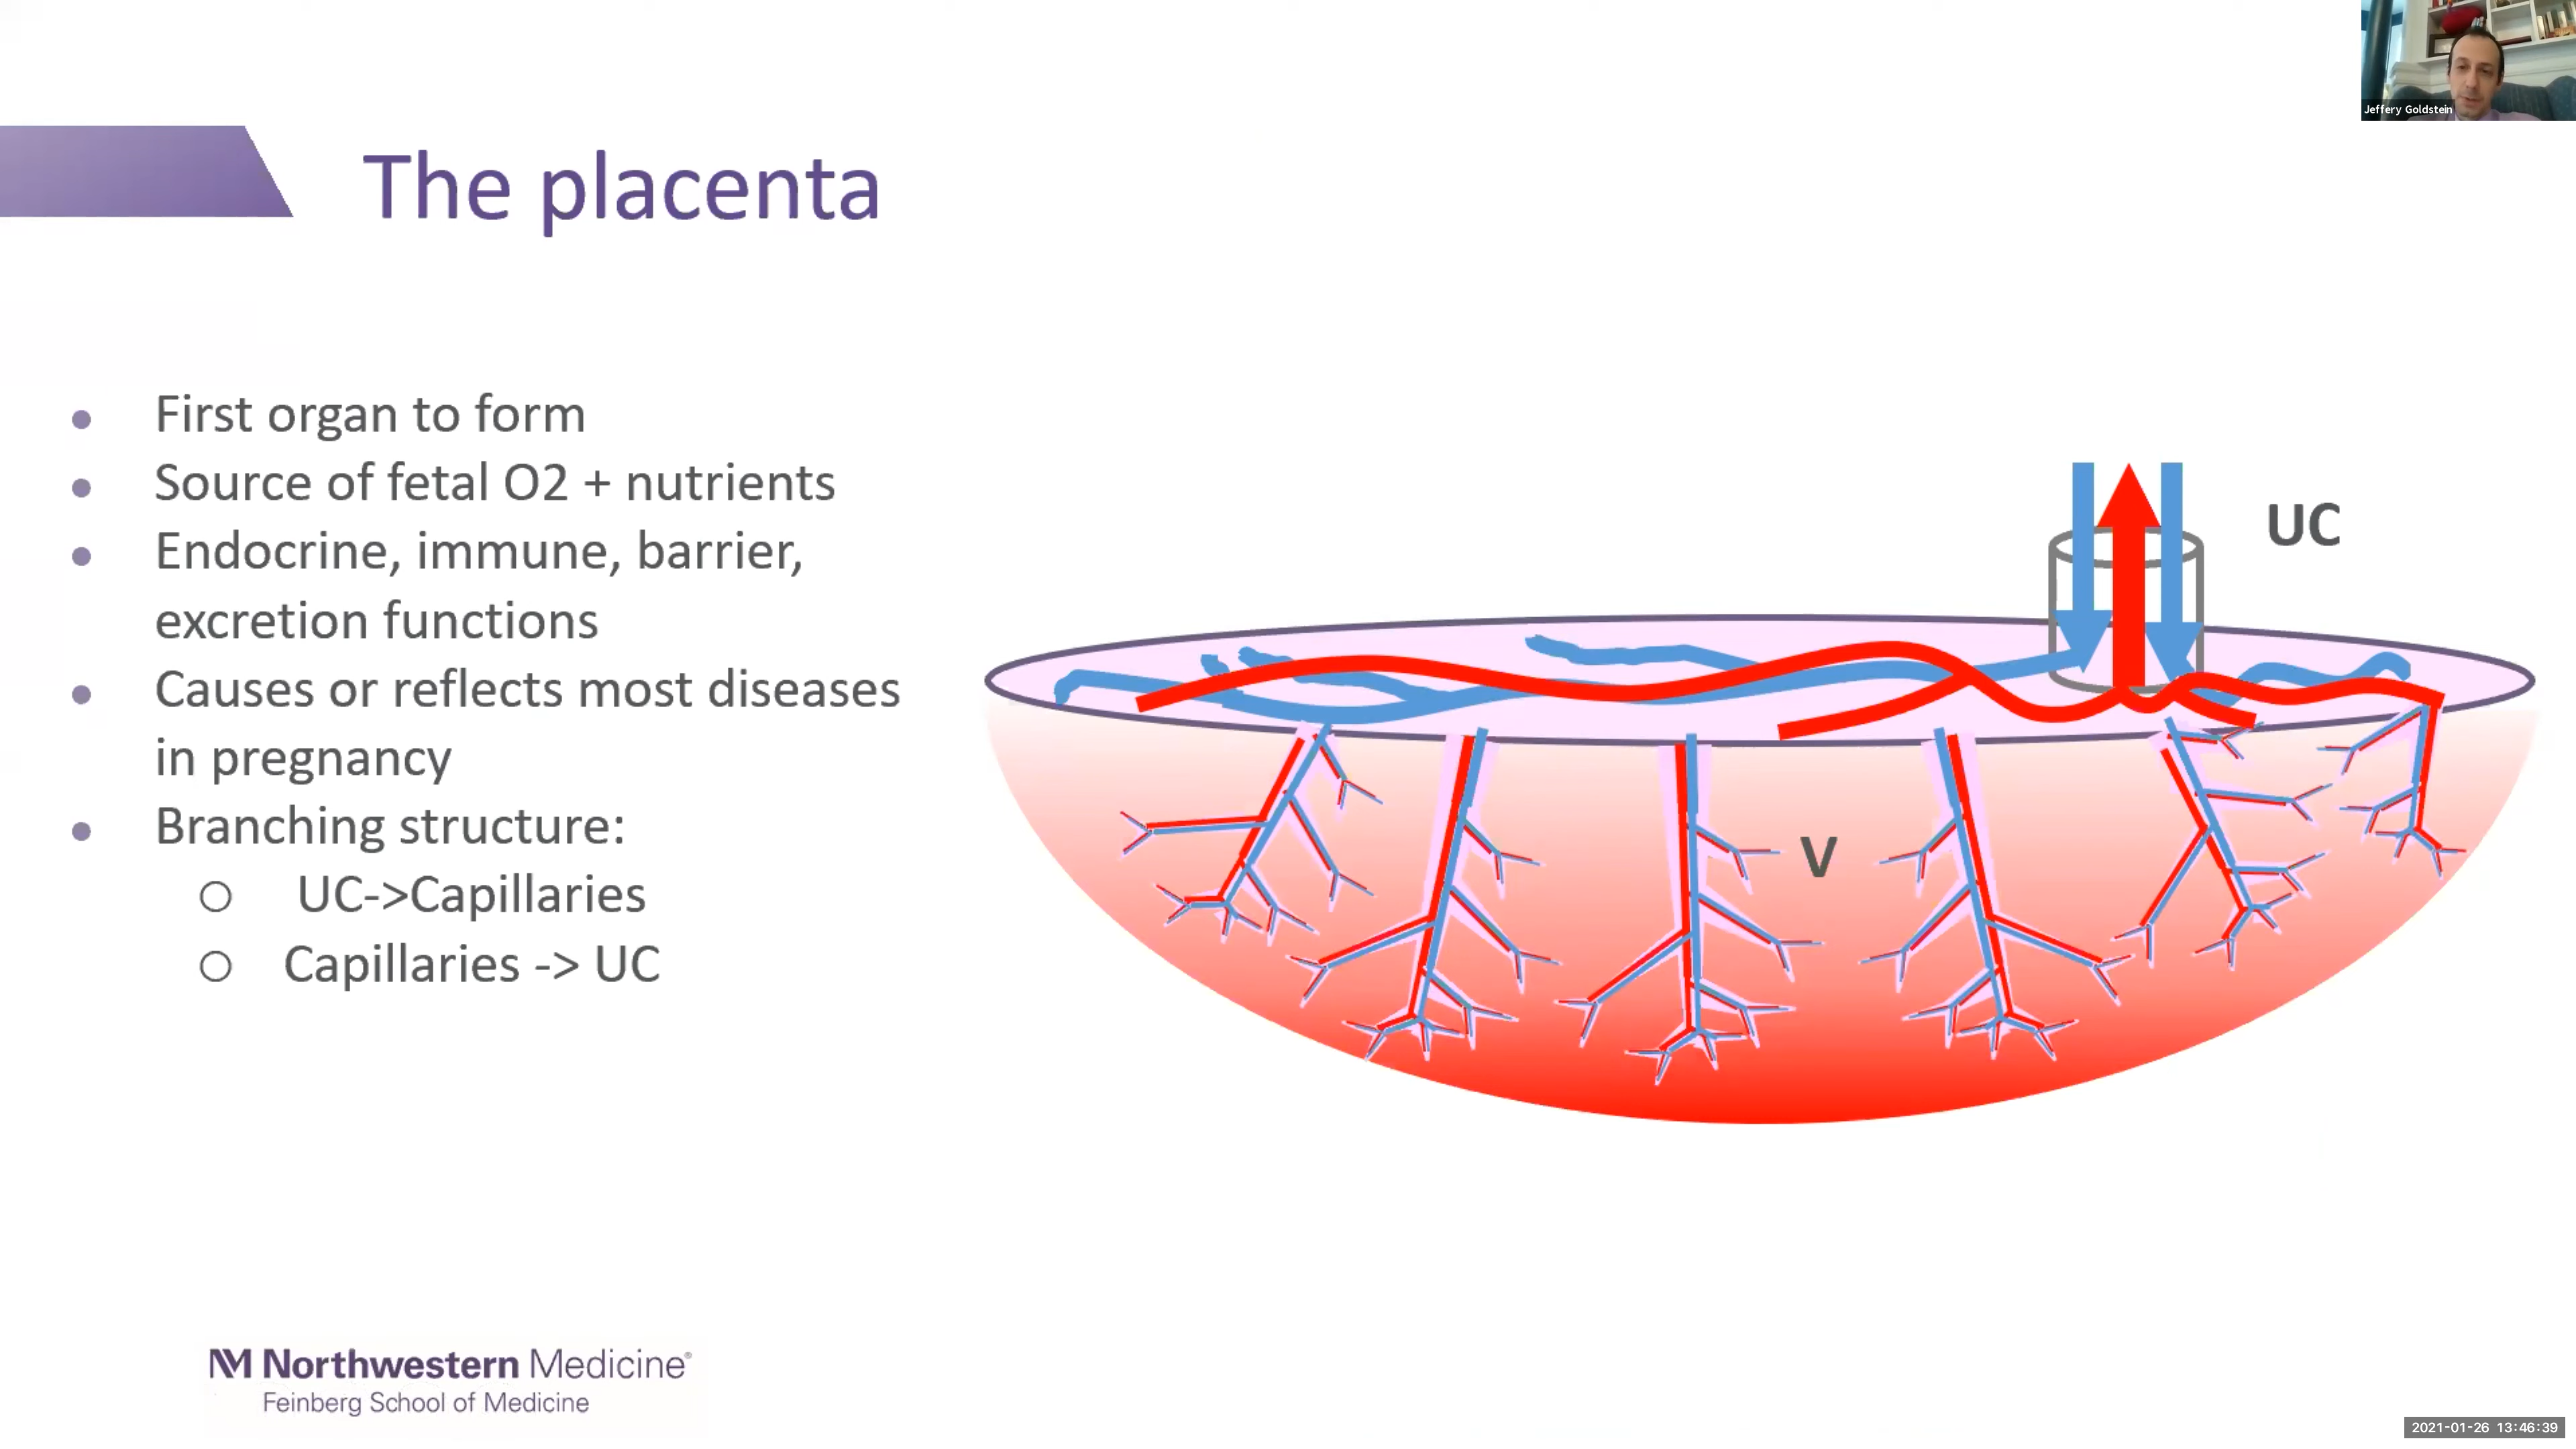 Jeffery Goldstein
The placenta
First organ to form
Source of fetal O2 + nutrients
Endocrine, immune, barrier,
excretion functions
Causes or reflects most diseases
in pregnancy
Branching structure:
UC->Capillaries
Capillaries -> UC
UC
V
NM Northwestern Medicine®
Feinberg School of Medicine
2021-01-26 13:46:39